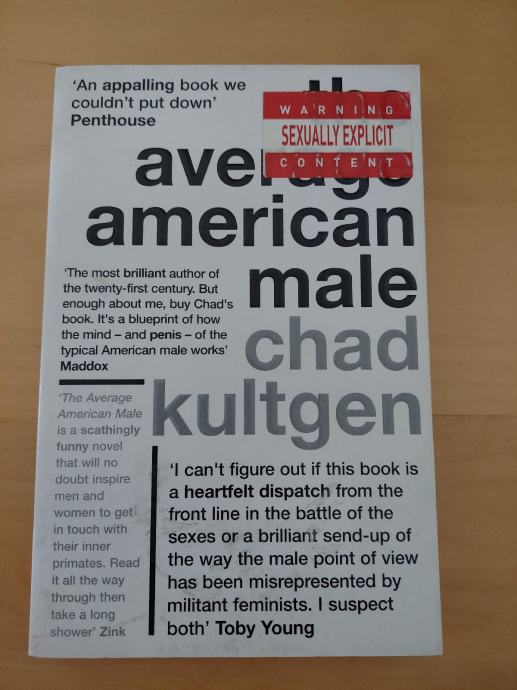 'An appalling book we
couldn't put down'
Penthouse
the
WARNING
SEXUALLY EXPLICIT
CONTENT
average
american
male
chad
kultgen
'The most brilliant author of
the twenty-first century. But
enough about me, buy Chad's
book. It's a blueprint of how
the mind – and penis – of the
typical American male works'
Maddox
'The Average
American Male
is a scathingly
funny novel
that will no
doubt inspire
men and
women to get
in touch with
their inner
primates. Read
it all the way
through then
take a long
shower' Zink
'I can't figure out if this book is
a heartfelt dispatch from the
front line in the battle of the
sexes or a brilliant send-up of
the way the male point of view
has been misrepresented by
militant feminists. I suspect
both' Toby Young